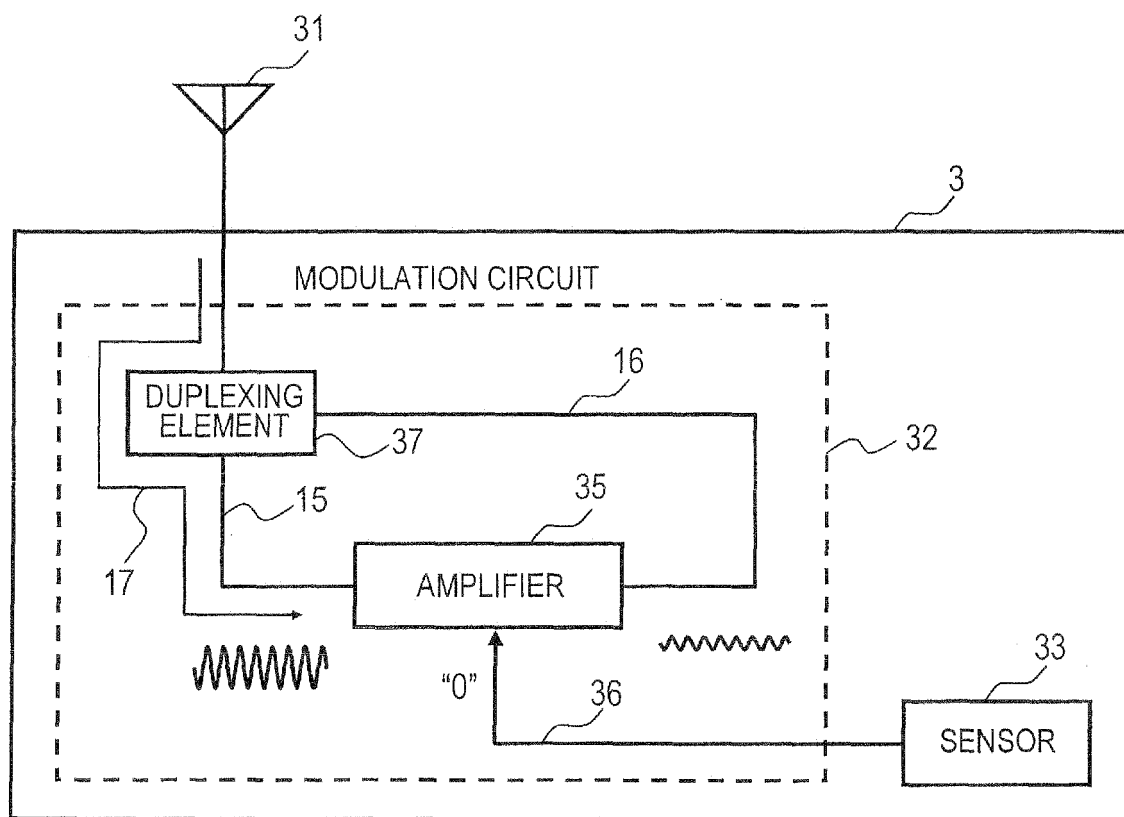 31
3
MODULATION CIRCUIT
DUPLEXING
ELEMENT
37
16
32
15
35
17
AMPLIFIER
"0"
36
33
SENSOR